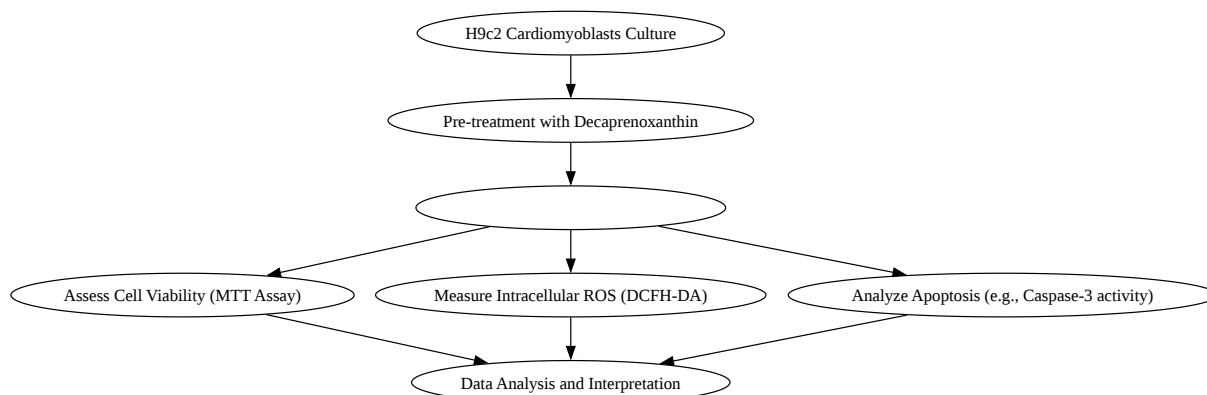 H9c2 Cardiomyoblasts Culture
Pre-treatment with Decaprenoxanthin
Assess Cell Viability (MTT Assay)
Measure Intracellular ROS (DCFH-DA)
Analyze Apoptosis (e.g., Caspase-3 activity)
Data Analysis and Interpretation